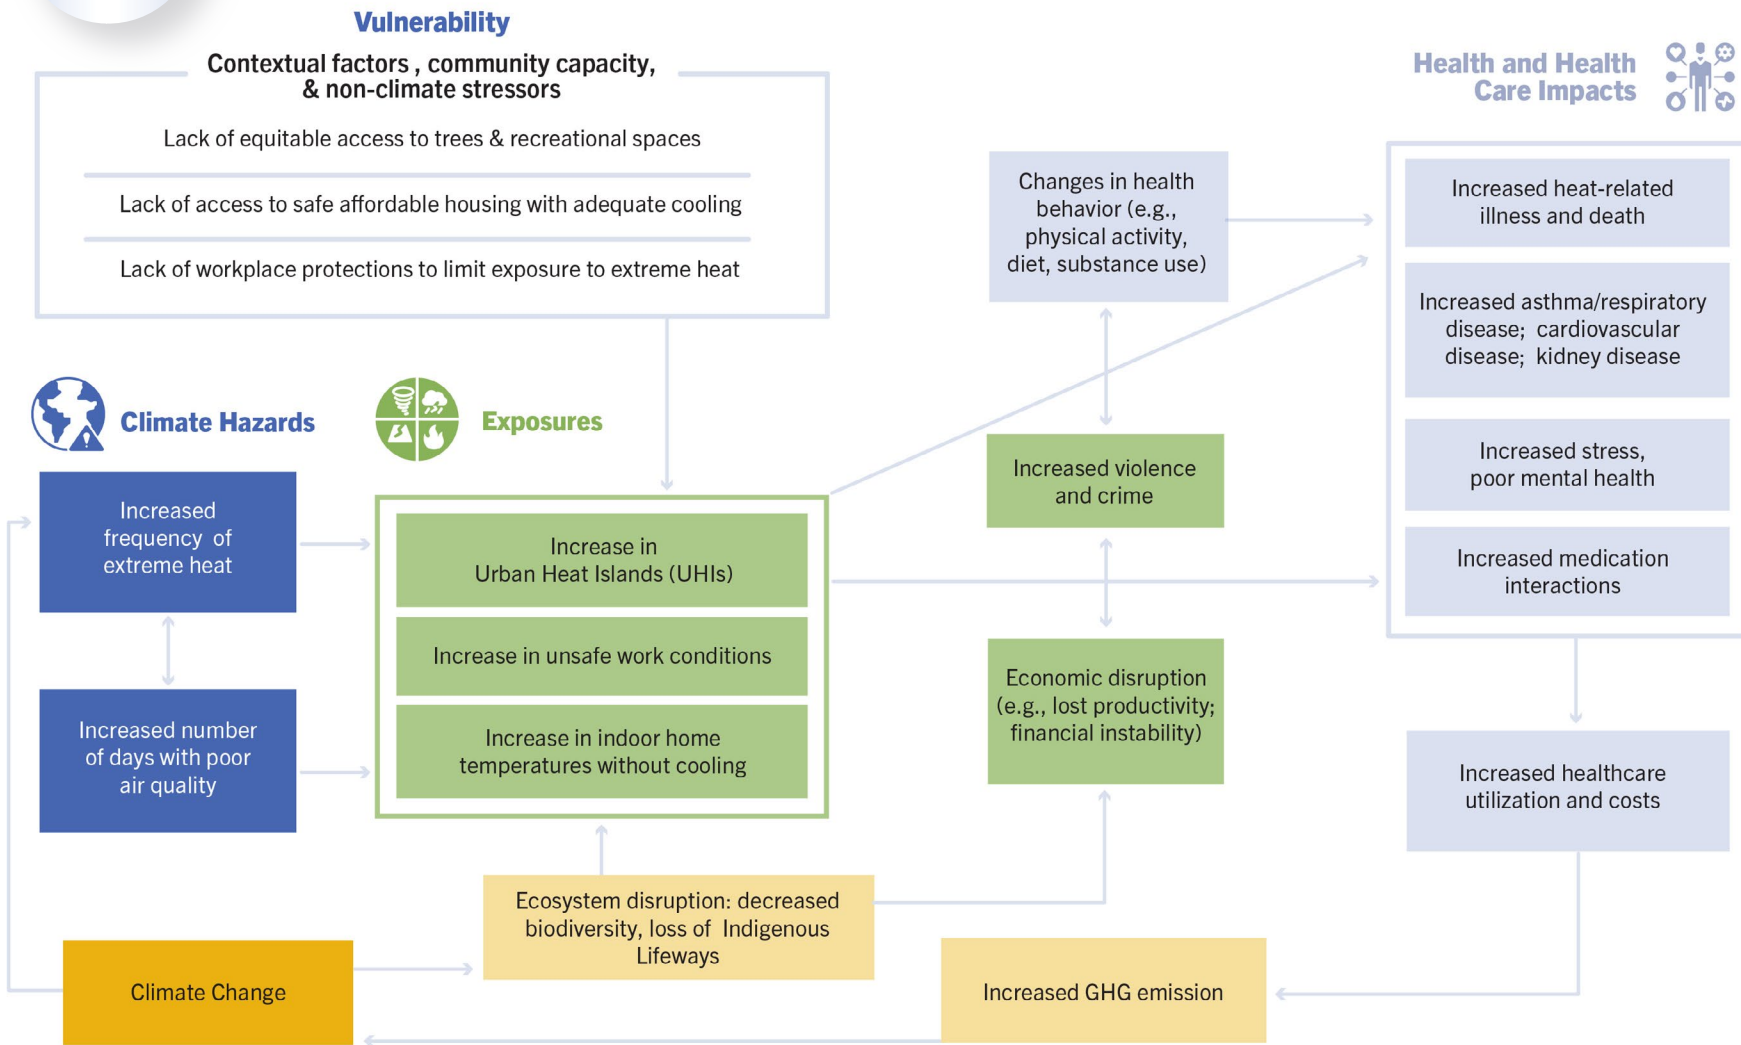 Vulnerability
Contextual factors , community capacity,
& non-climate stressors
Lack of equitable access to trees & recreational spaces
Lack of access to safe affordable housing with adequate cooling
Lack of workplace protections to limit exposure to extreme heat
Health and Health
Care Impacts
Changes in health
behavior (e.g.,
physical activity,
diet, substance use)
Increased heat-related
illness and death
Increased asthma/respiratory
disease; cardiovascular
disease; kidney disease
Increased stress,
poor mental health
Increased medication
interactions
Climate Hazards
Exposures
Increased
frequency of
extreme heat
Increased number
of days with poor
air quality
Increase in
Urban Heat Islands (UHIs)
Increase in unsafe work conditions
Increase in indoor home
temperatures without cooling
Increased violence
and crime
Economic disruption
(e.g., lost productivity;
financial instability)
Increased healthcare
utilization and costs
Ecosystem disruption: decreased
biodiversity, loss of Indigenous
Lifeways
Climate Change
Increased GHG emission